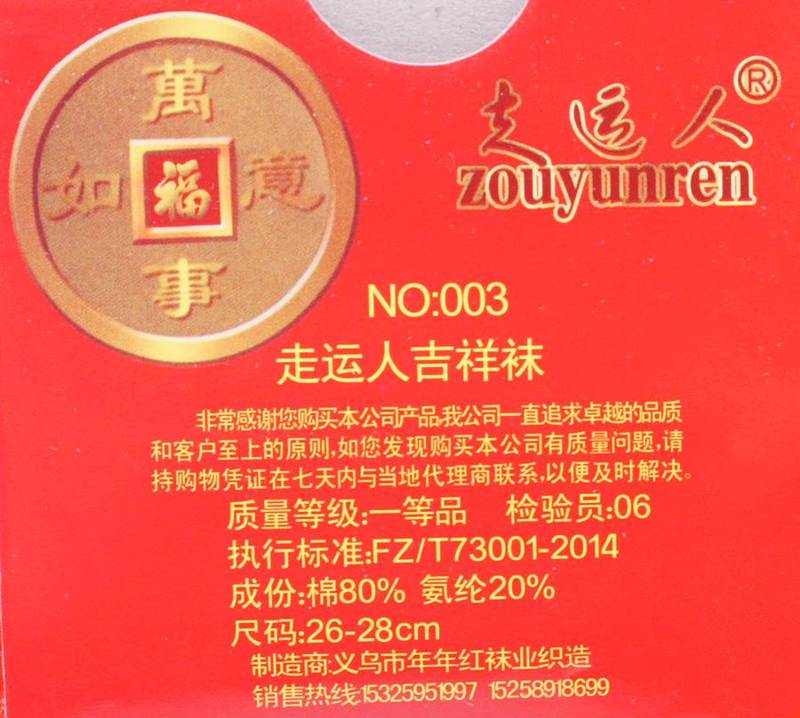 萬
如 福 意
事
走运人®
zouyunren
NO:003
走运人吉祥袜
非常感谢您购买本公司产品,我公司一直追求卓越的品质
和客户至上的原则,如您发现购买本公司有质量问题,请
持购物凭证在七天内与当地代理商联系,以便及时解决。
质量等级:一等品 检验员:06
执行标准:FZ/T73001-2014
成份:棉80% 氨纶20%
尺码:26-28cm
制造商:义乌市年年红袜业织造
销售热线:15325951997 15258918699